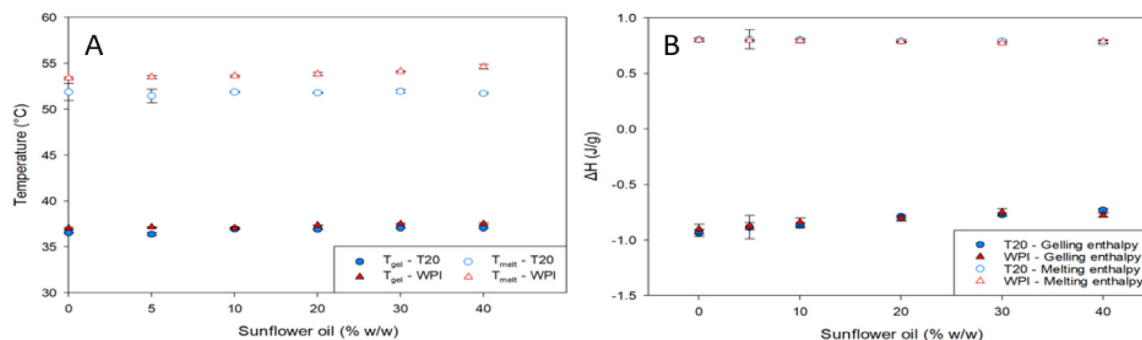 A
60
55
50
45
40
35
30
Temperature (°C)
0 5 10 20 30 40
Sunflower oil (% w/w)
Tgel - T20 Tmelt - T20
Tgel - WPI Tmelt - WPI
B
1.0
0.5
0.0
-0.5
-1.0
-1.5
ΔH (J/g)
0 10 20 30 40
Sunflower oil (% w/w)
T20 - Gelling enthalpy
WPI - Gelling enthalpy
T20 - Melting enthalpy
WPI - Melting enthalpy